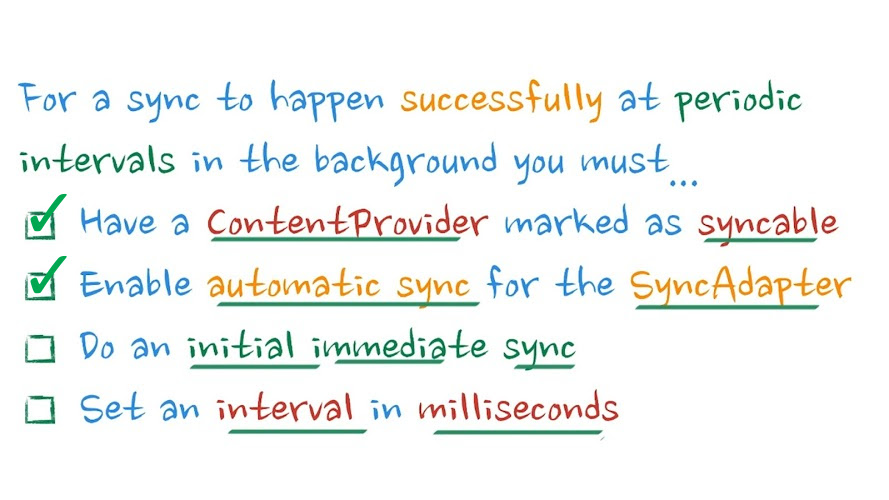 For a sync to happen successfully at periodic
intervals in the background you must...
Have a ContentProvider marked as syncable
Enable automatic sync for the SyncAdapter
Do an initial immediate sync
Set an interval in milliseconds